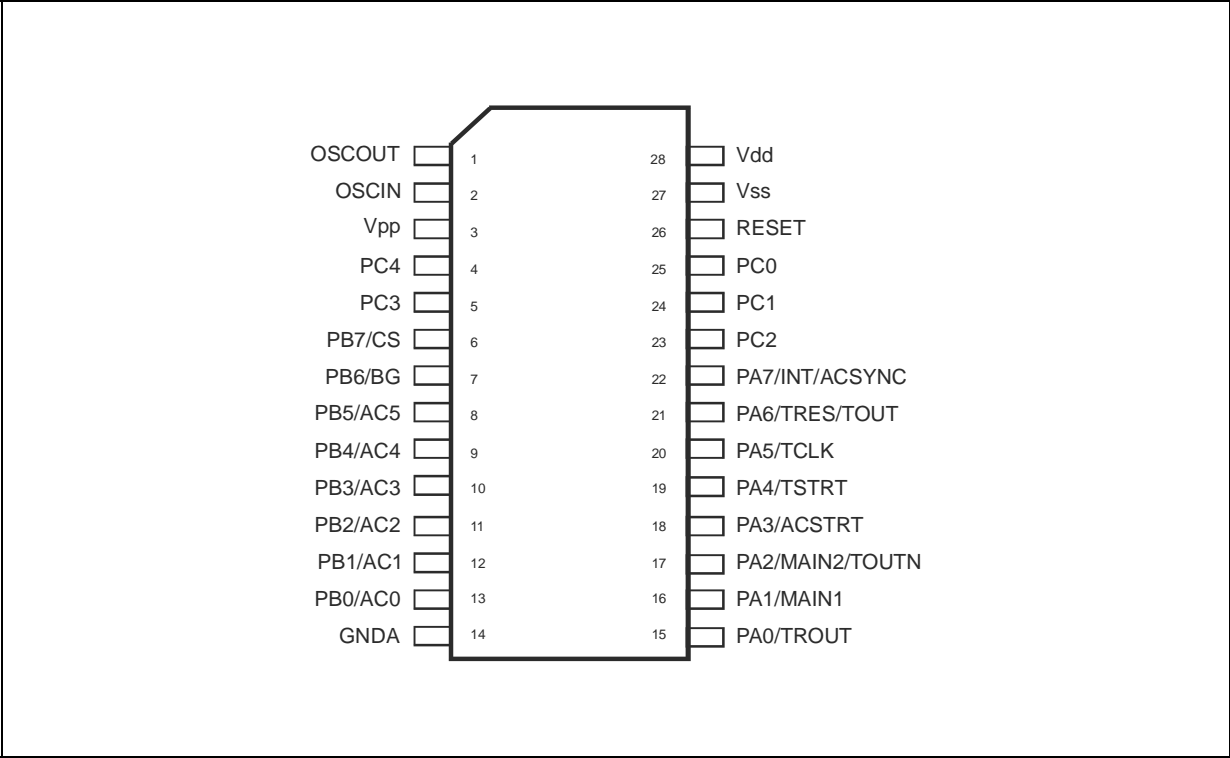 OSCOUT 1 28 Vdd
OSCIN 2 27 Vss
Vpp 3 26 RESET
PC4 4 25 PC0
PC3 5 24 PC1
PB7/CS 6 23 PC2
PB6/BG 7 22 PA7/INT/ACSYNC
PB5/AC5 8 21 PA6/TRES/TOUT
PB4/AC4 9 20 PA5/TCLK
PB3/AC3 10 19 PA4/TSTRT
PB2/AC2 11 18 PA3/ACSTRT
PB1/AC1 12 17 PA2/MAIN2/TOUTN
PB0/AC0 13 16 PA1/MAIN1
GNDA 14 15 PA0/TROUT